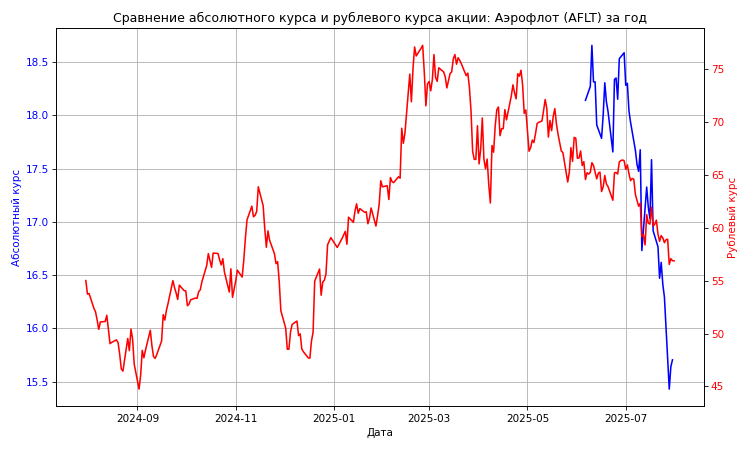 Сравнение абсолютного курса и рублевого курса акции: Аэрофлот (AFLT) за год
Абсолютный курс
18.5
18.0
17.5
17.0
16.5
16.0
15.5
75
70
65
60
55
50
45
Рублевый курс
2024-09 2024-11 2025-01 2025-03 2025-05 2025-07
Дата